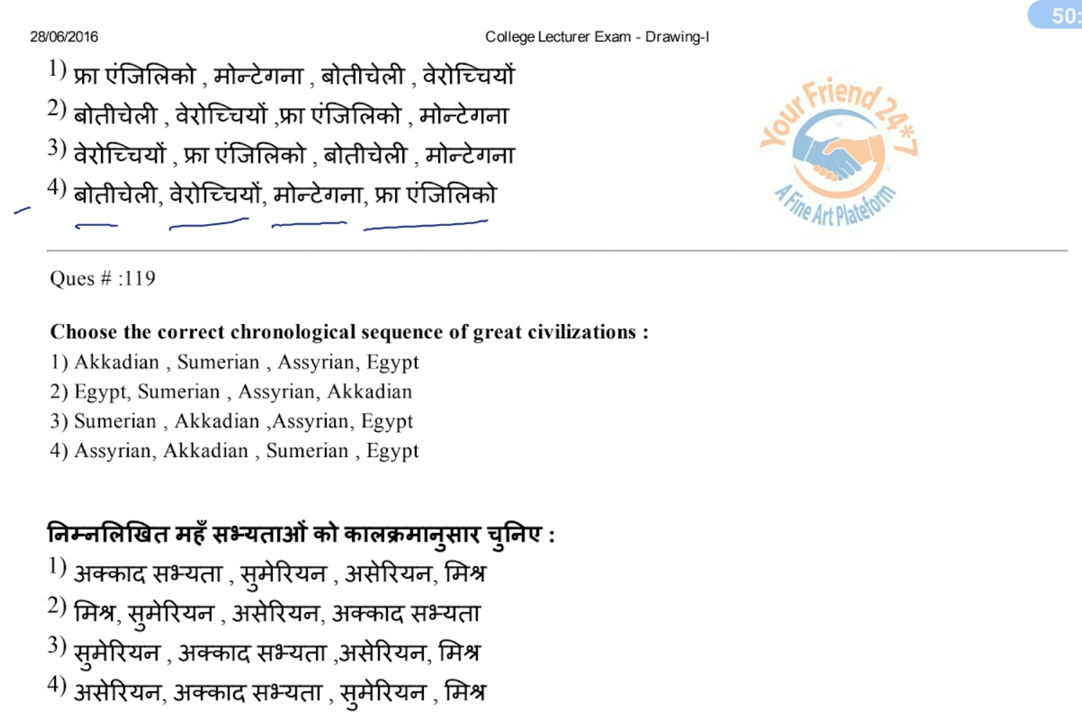 50:
28/06/2016 College Lecturer Exam - Drawing-I
1) फ्रा एंजिलिको , मोन्टेगना , बोतीचेली , वेरोच्चियों
2) बोतीचेली , वेरोच्चियों ,फ्रा एंजिलिको , मोन्टेगना
3) वेरोच्चियों , फ्रा एंजिलिको , बोतीचेली , मोन्टेगना
4) बोतीचेली, वेरोच्चियों, मोन्टेगना, फ्रा एंजिलिको
Your Friend 24*7
A Fine Art Plateform
Ques # :119
Choose the correct chronological sequence of great civilizations :
1) Akkadian , Sumerian , Assyrian, Egypt
2) Egypt, Sumerian , Assyrian, Akkadian
3) Sumerian , Akkadian ,Assyrian, Egypt
4) Assyrian, Akkadian , Sumerian , Egypt
निम्नलिखित महँ सभ्यताओं को कालक्रमानुसार चुनिए :
1) अक्काद सभ्यता , सुमेरियन , असेरियन, मिश्र
2) मिश्र, सुमेरियन , असेरियन, अक्काद सभ्यता
3) सुमेरियन , अक्काद सभ्यता ,असेरियन, मिश्र
4) असेरियन, अक्काद सभ्यता , सुमेरियन , मिश्र